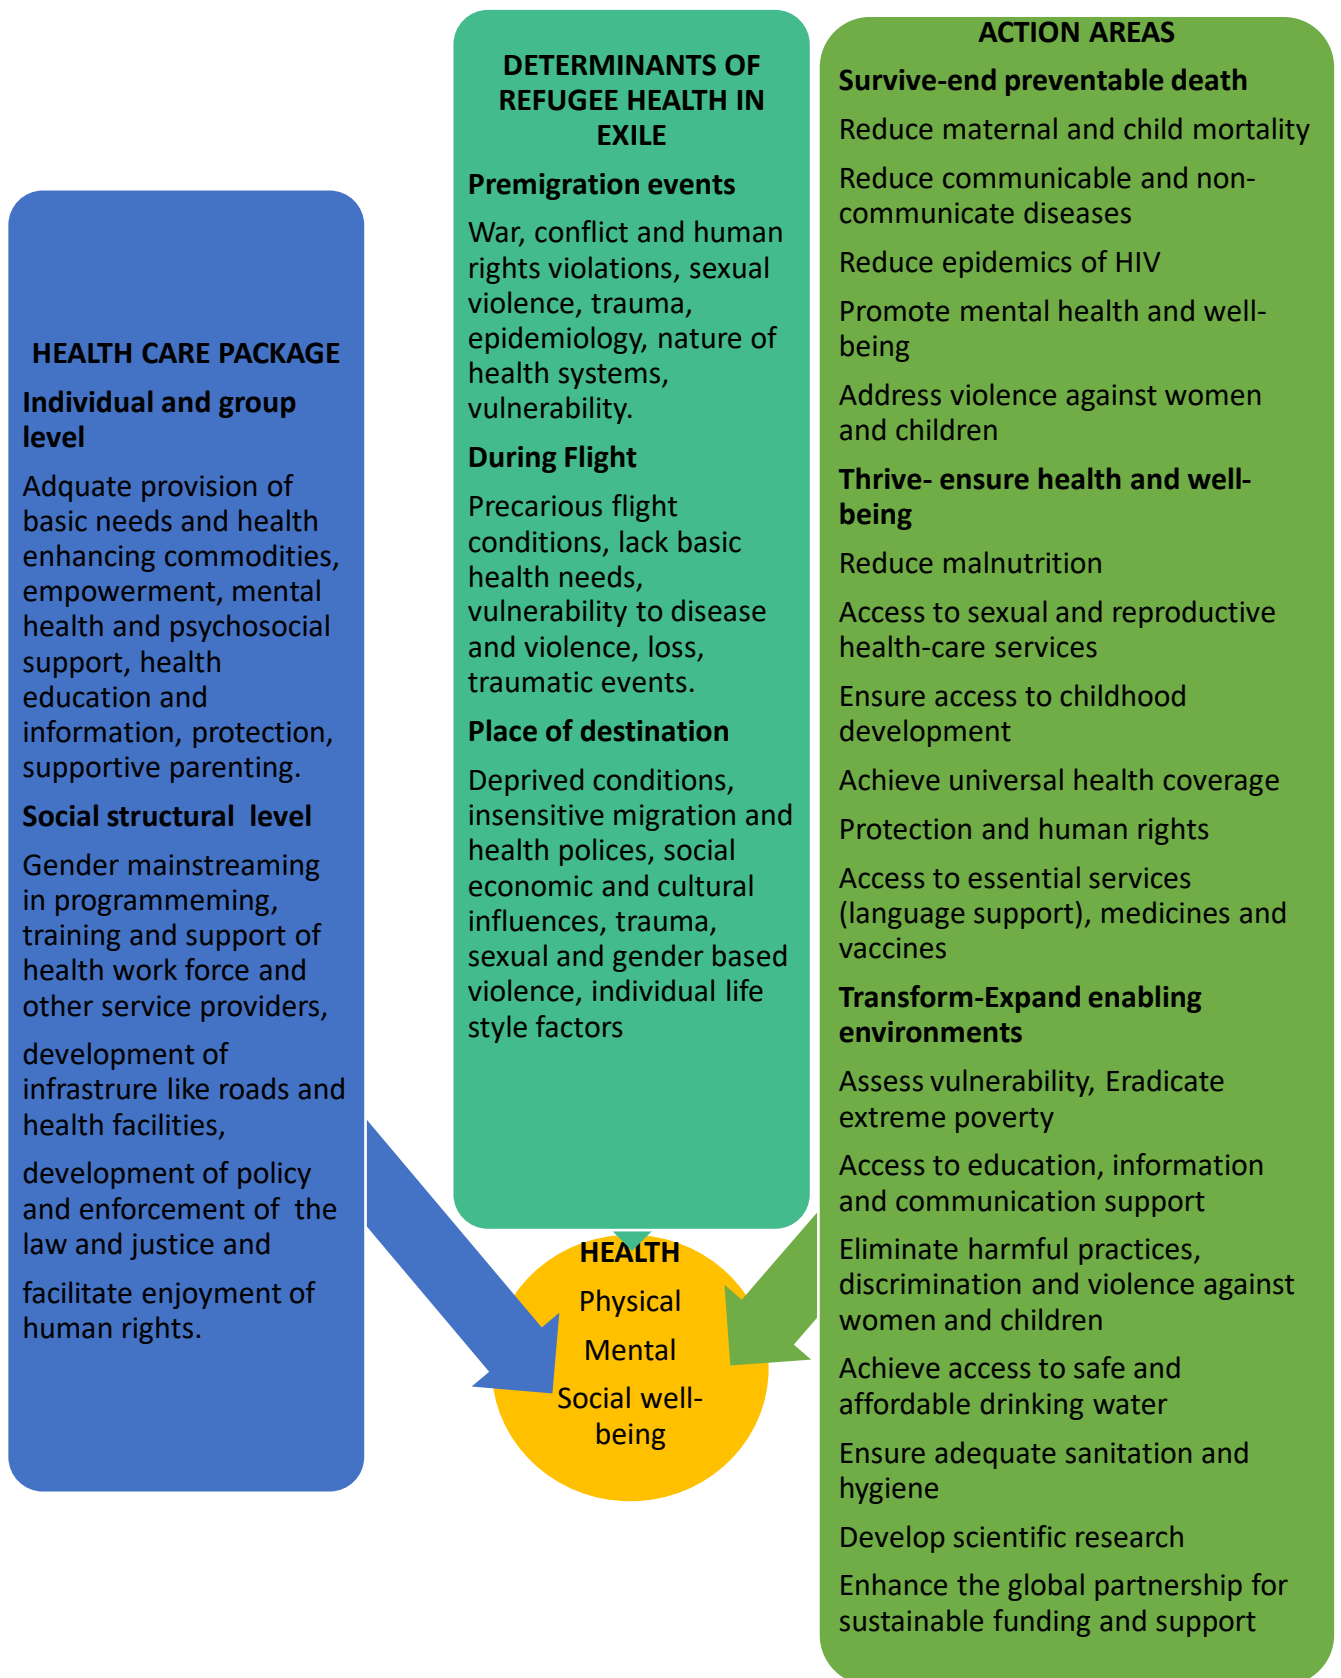 HEALTH CARE PACKAGE
Individual and group
level
Adquate provision of
basic needs and health
enhancing commodities,
empowerment, mental
health and psychosocial
support, health
education and
information, protection,
supportive parenting.
Social structural  level
Gender mainstreaming
in programmeming,
training and support of
health work force and
other service providers,
development of
infrastrure like roads and
health facilities,
development of policy
and enforcement of  the
law and justice and
facilitate enjoyment of
human rights.
DETERMINANTS OF
REFUGEE HEALTH IN
EXILE
Premigration events
War, conflict and human
rights violations, sexual
violence, trauma,
epidemiology, nature of
health systems,
vulnerability.
During Flight
Precarious flight
conditions, lack basic
health needs,
vulnerability to disease
and violence, loss,
traumatic events.
Place of destination
Deprived conditions,
insensitive migration and
health polices, social
economic and cultural
influences, trauma,
sexual and gender based
violence, individual life
style factors
HEALTH
Physical
Mental
Social well-
being
ACTION AREAS
Survive-end preventable death
Reduce maternal and child mortality
Reduce communicable and non-
communicate diseases
Reduce epidemics of HIV
Promote mental health and well-
being
Address violence against women
and children
Thrive- ensure health and well-
being
Reduce malnutrition
Access to sexual and reproductive
health-care services
Ensure access to childhood
development
Achieve universal health coverage
Protection and human rights
Access to essential services
(language support), medicines and
vaccines
Transform-Expand enabling
environments
Assess vulnerability, Eradicate
extreme poverty
Access to education, information
and communication support
Eliminate harmful practices,
discrimination and violence against
women and children
Achieve access to safe and
affordable drinking water
Ensure adequate sanitation and
hygiene
Develop scientific research
Enhance the global partnership for
sustainable funding and support